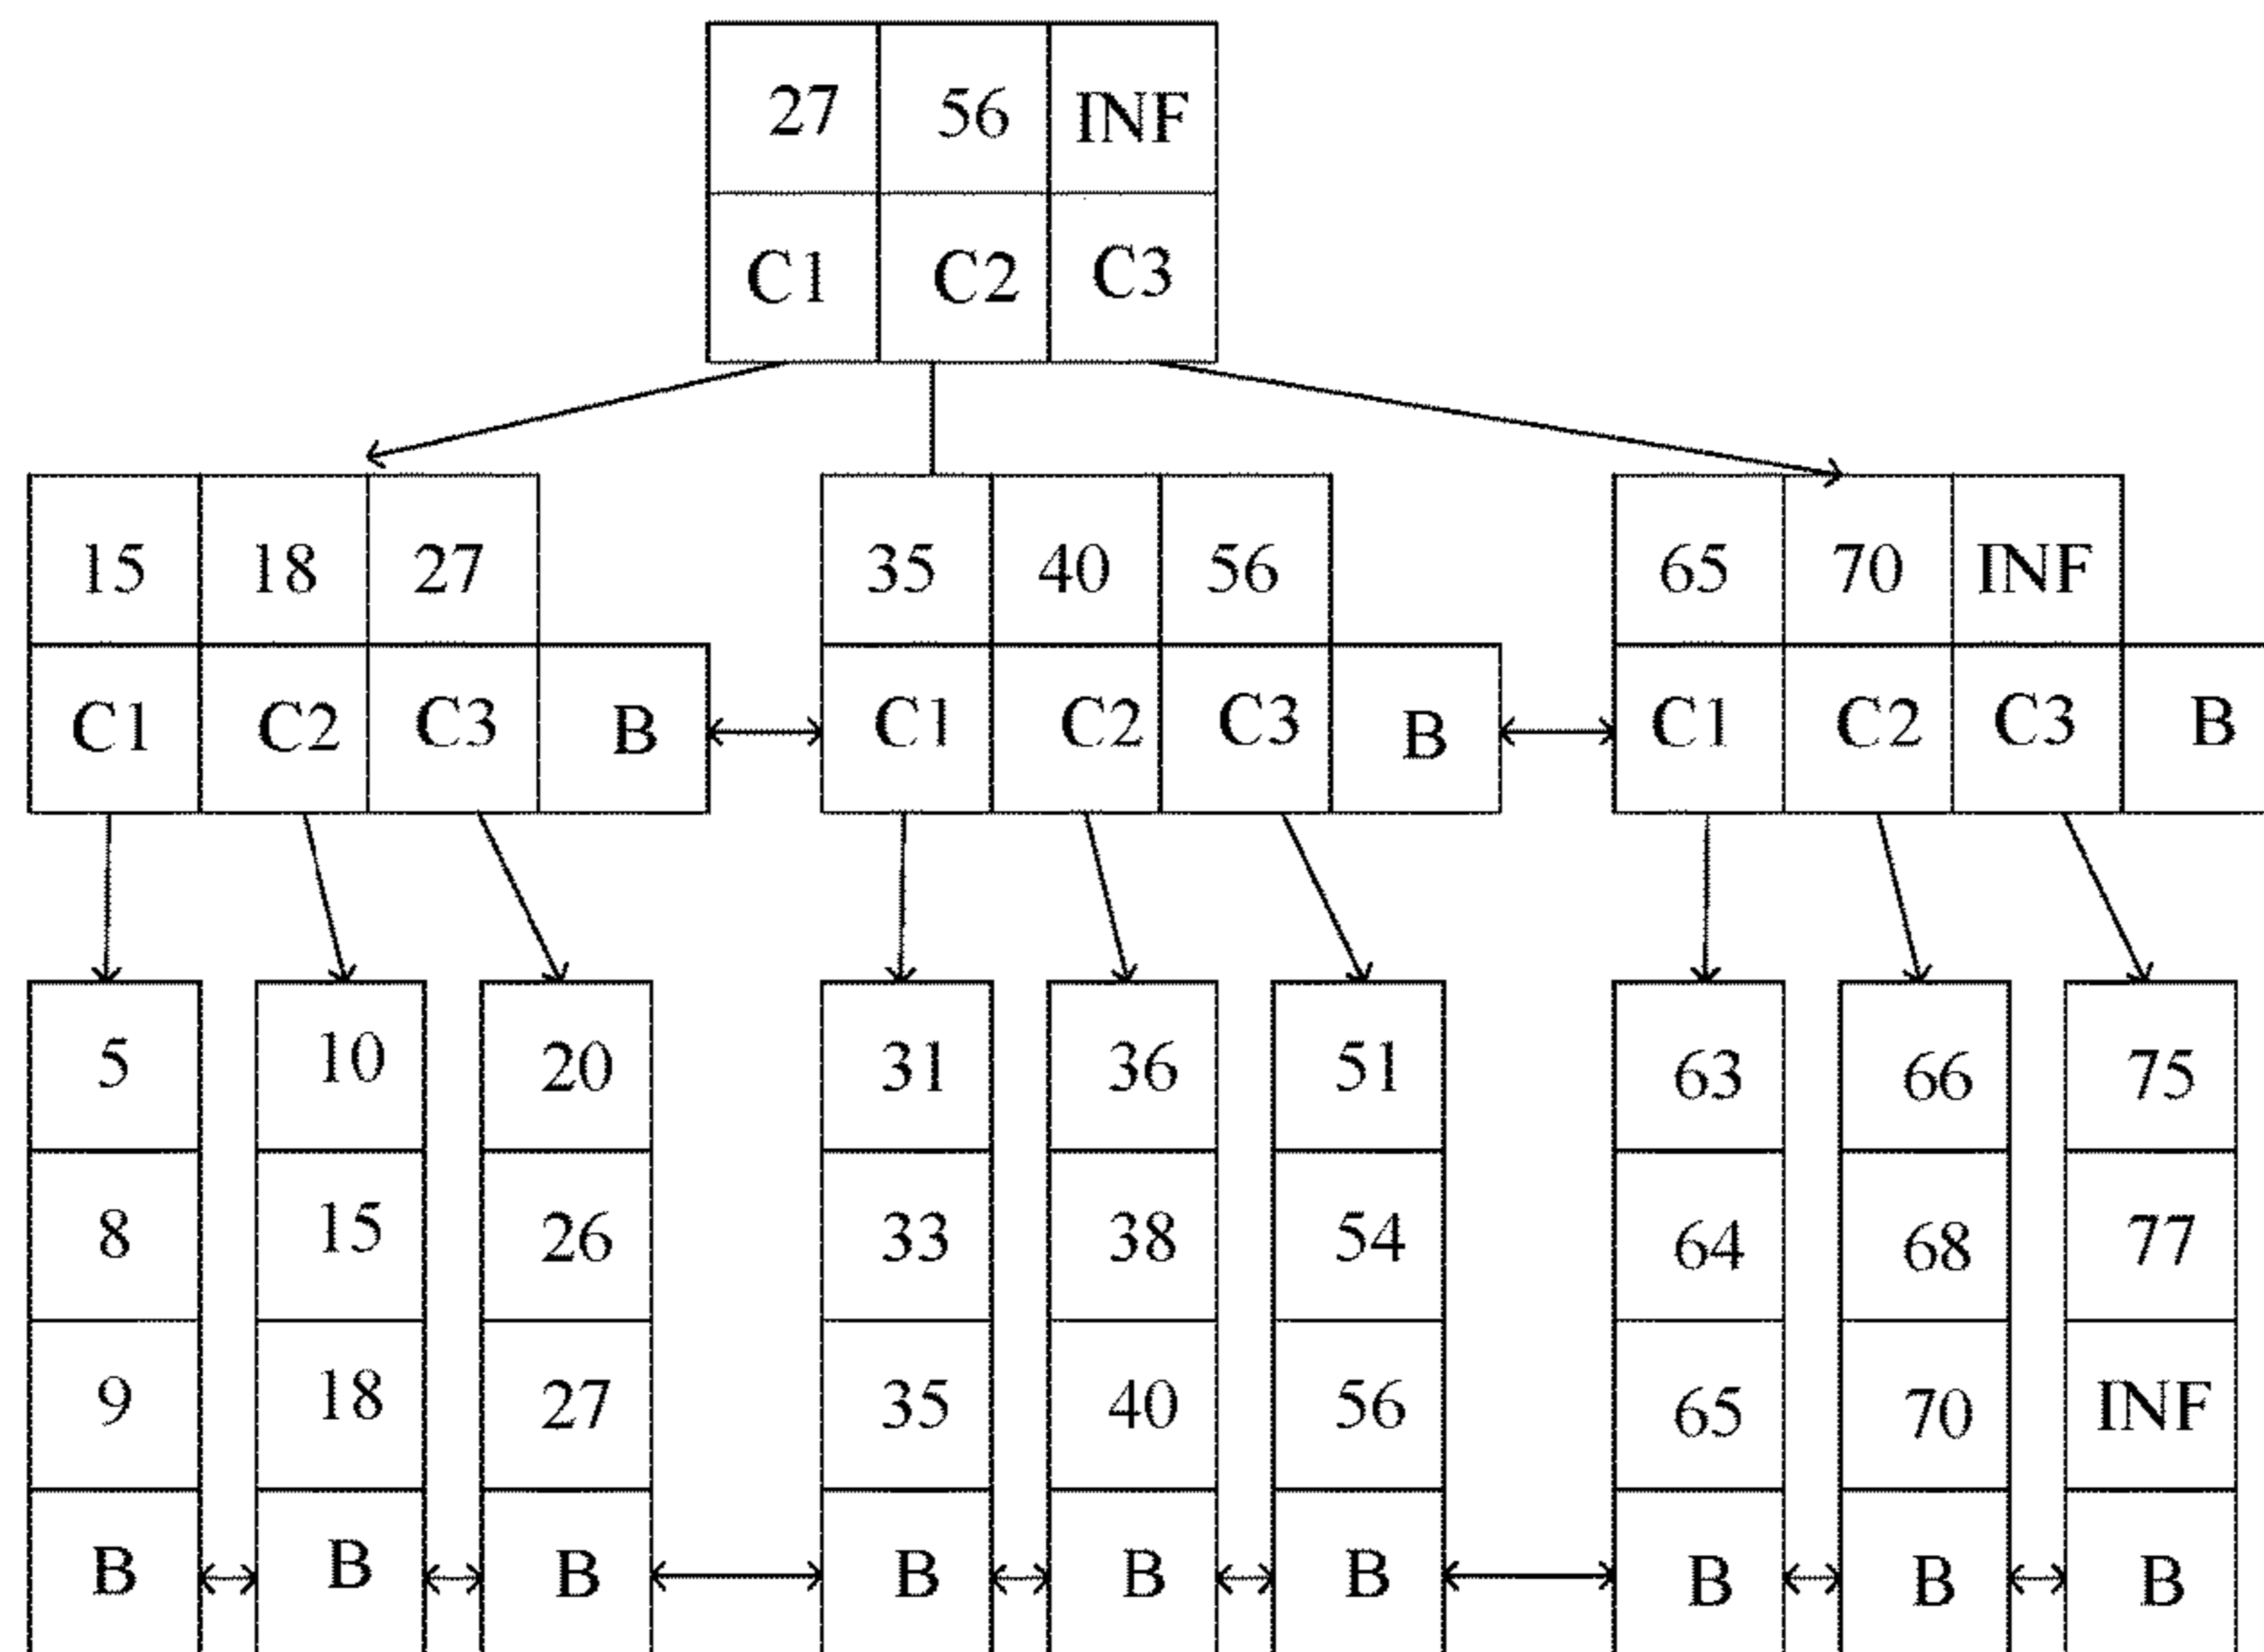 27 56 INF
C1 C2 C3
15 18 27 35 40 56 65 70 INF
C1 C2 C3 B C1 C2 C3 B C1 C2 C3 B
5 10 20 31 36 51 63 66 75
8 15 26 33 38 54 64 68 77
9 18 27 35 40 56 65 70 INF
B B B B B B B B B